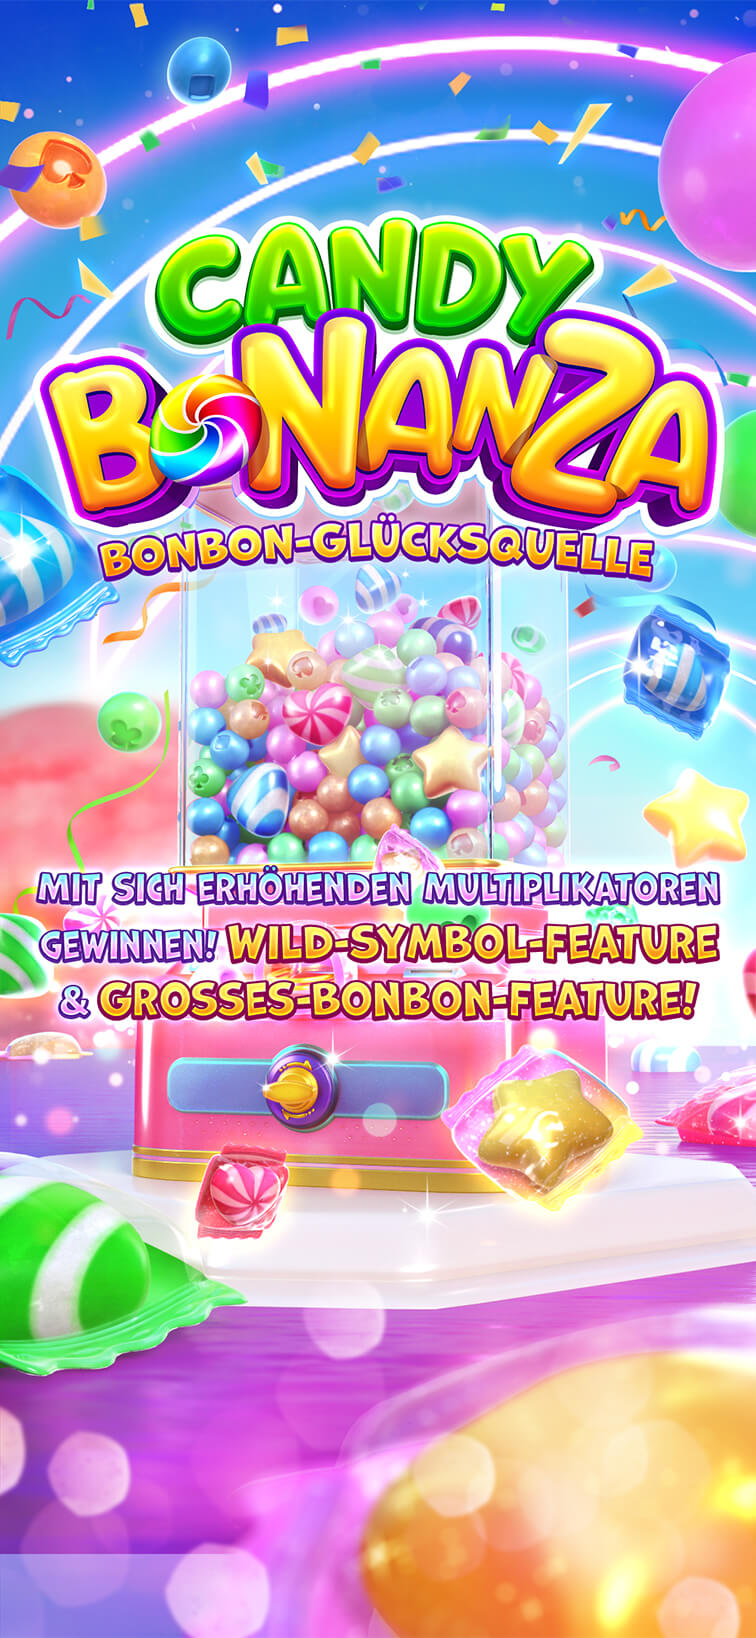 CANDY
BONANZA
BONBON-GLÜCKSQUELLE
MIT SICH ERHÖHENDEN MULTIPLIKATOREN
GEWINNEN! WILD-SYMBOL-FEATURE
& GROSSES-BONBON-FEATURE!